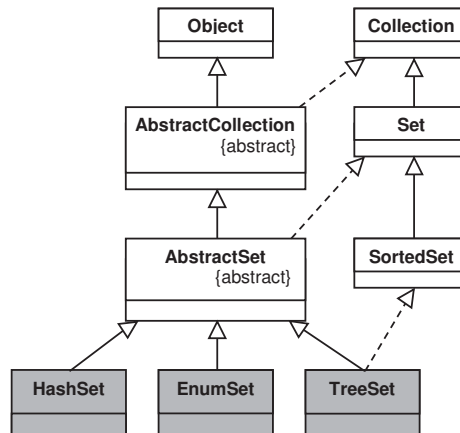 Object
Collection
AbstractCollection
{abstract}
Set
AbstractSet
{abstract}
SortedSet
HashSet
EnumSet
TreeSet